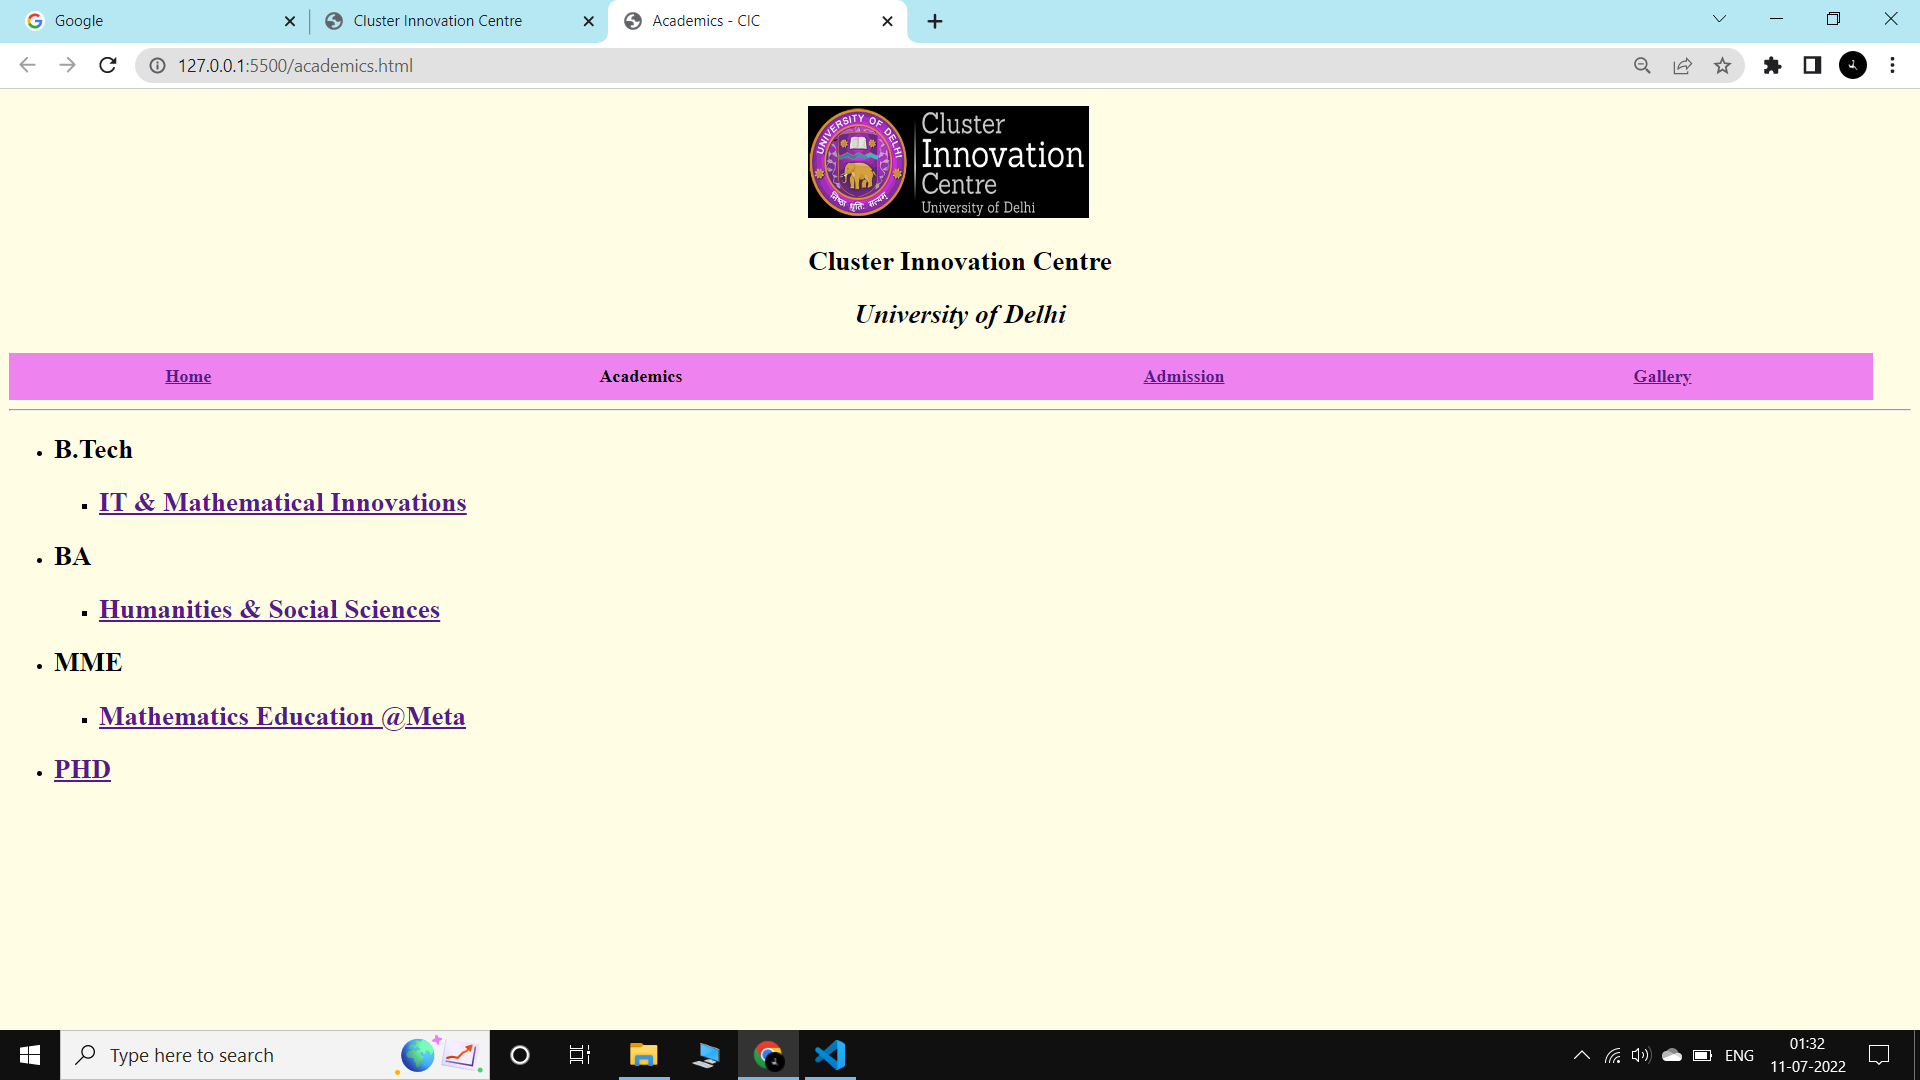 Google
Cluster Innovation Centre
Academics - CIC
127.0.0.1:5500/academics.html
UNIVERSITY OF DELHI
निष्ठा धृतिः सत्यम्
Cluster
Innovation
Centre
University of Delhi
Cluster Innovation Centre
University of Delhi
Home Academics Admission Gallery
B.Tech
IT & Mathematical Innovations
BA
Humanities & Social Sciences
MME
Mathematics Education @Meta
PHD
Type here to search
ENG
01:32
11-07-2022